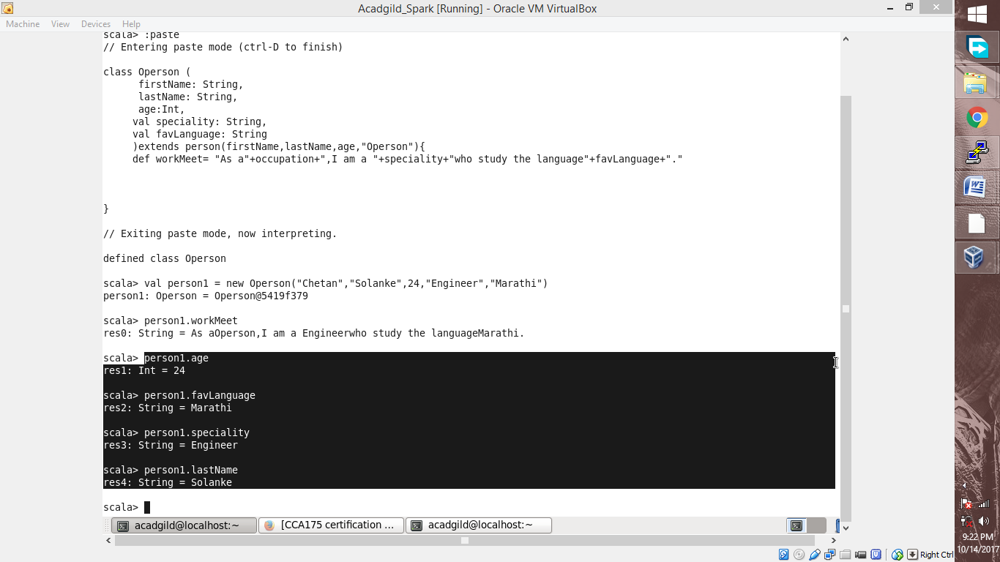 Acadgild_Spark [Running] - Oracle VM VirtualBox
Machine View Devices Help
scala> :paste
// Entering paste mode (ctrl-D to finish)
class Operson (
firstName: String,
lastName: String,
age:Int,
val speciality: String,
val favLanguage: String
)extends person(firstName,lastName,age,"Operson"){
def workMeet= "As a"+occupation+",I am a "+speciality+"who study the language"+favLanguage+"."
}
// Exiting paste mode, now interpreting.
defined class Operson
scala> val person1 = new Operson("Chetan","Solanke",24,"Engineer","Marathi")
person1: Operson = Operson@5419f379
scala> person1.workMeet
res0: String = As aOperson,I am a Engineerwho study the languageMarathi.
scala> person1.age
res1: Int = 24
scala> person1.favLanguage
res2: String = Marathi
scala> person1.speciality
res3: String = Engineer
scala> person1.lastName
res4: String = Solanke
scala>
acadgild@localhost:~ [CCA175 certification ... acadgild@localhost:~
9:22 PM
10/14/2017
Right Ctrl